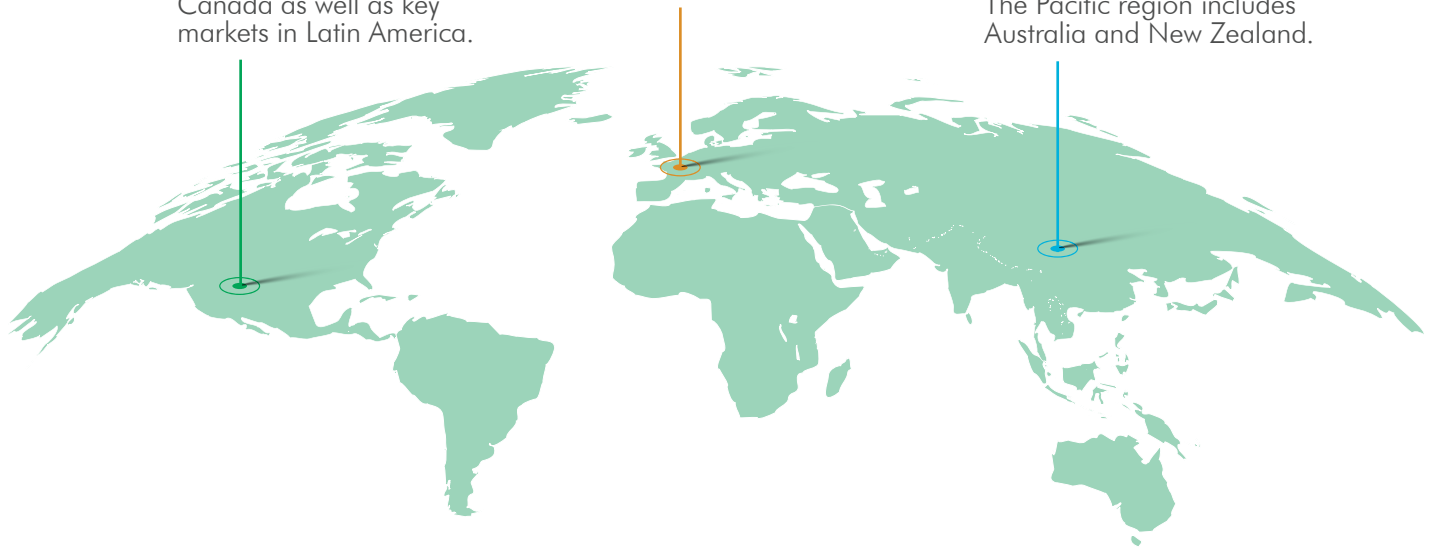 Canada as well as key
markets in Latin America.
The Pacific region includes
Australia and New Zealand.